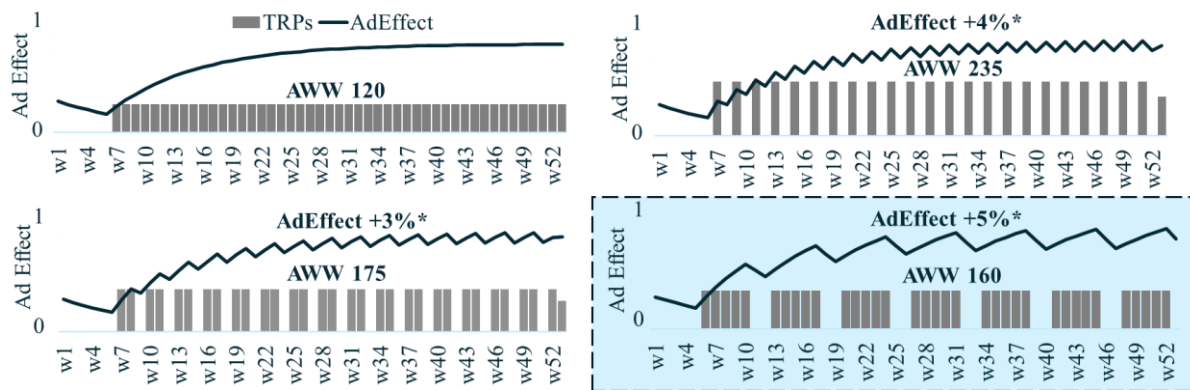 TRPs AdEffect
1
Ad Effect
AWW 120
0
w1 w4 w7 w10 w13 w16 w19 w22 w25 w28 w31 w34 w37 w40 w43 w46 w49 w52
AdEffect +4%*
1
Ad Effect
AWW 235
0
w1 w4 w7 w10 w13 w16 w19 w22 w25 w28 w31 w34 w37 w40 w43 w46 w49 w52
AdEffect +3%*
1
Ad Effect
AWW 175
0
w1 w4 w7 w10 w13 w16 w19 w22 w25 w28 w31 w34 w37 w40 w43 w46 w49 w52
AdEffect +5%*
1
Ad Effect
AWW 160
0
w1 w4 w7 w10 w13 w16 w19 w22 w25 w28 w31 w34 w37 w40 w43 w46 w49 w52